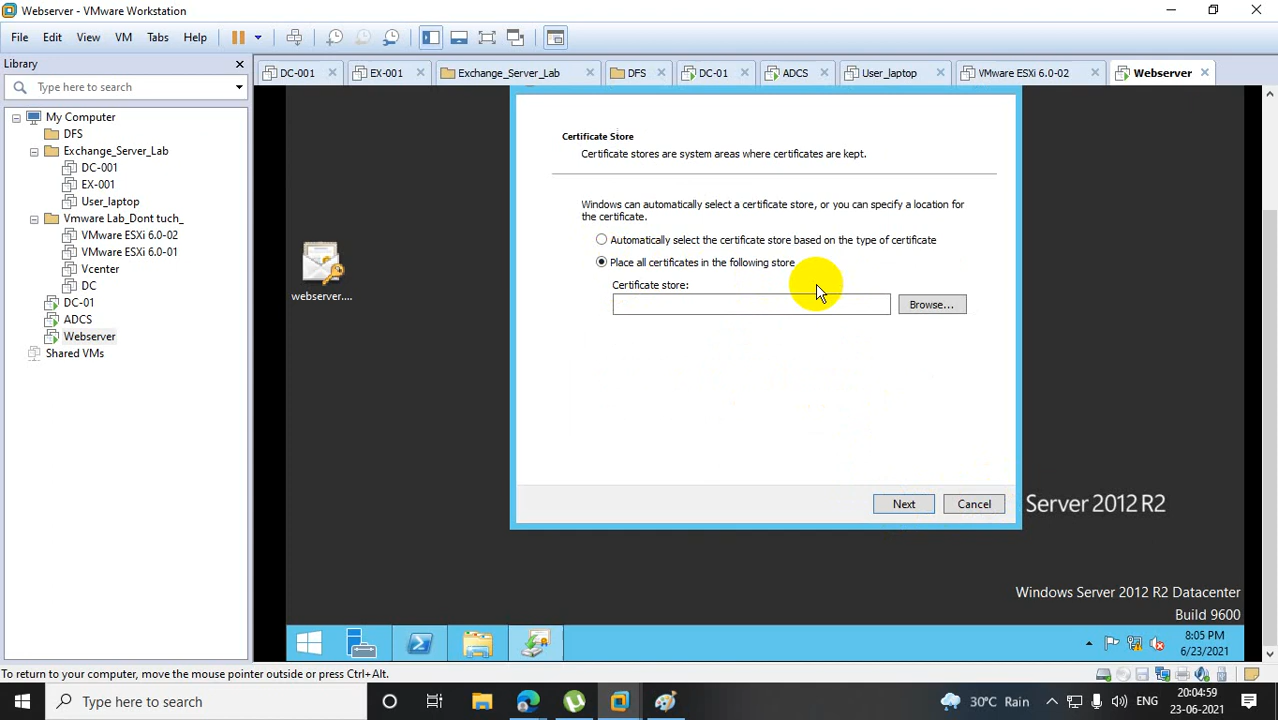 Webserver - VMware Workstation
File Edit View VM Tabs Help
Library
Type here to search
My Computer
DFS
Exchange_Server_Lab
DC-001
EX-001
User_laptop
Vmware Lab_Dont tuch_
VMware ESXi 6.0-02
VMware ESXi 6.0-01
Vcenter
DC
DC-01
ADCS
Webserver
Shared VMs
DC-001 EX-001 Exchange_Server_Lab DFS DC-01 ADCS User_laptop VMware ESXi 6.0-02 Webserver
webserver....
Certificate Store
Certificate stores are system areas where certificates are kept.
Windows can automatically select a certificate store, or you can specify a location for
the certificate.
Automatically select the certificate store based on the type of certificate
Place all certificates in the following store
Certificate store:
Browse...
Next Cancel
Server 2012 R2
Windows Server 2012 R2 Datacenter
Build 9600
8:05 PM
6/23/2021
To return to your computer, move the mouse pointer outside or press Ctrl+Alt.
Type here to search
30°C Rain
ENG
20:04:59
23-06-2021